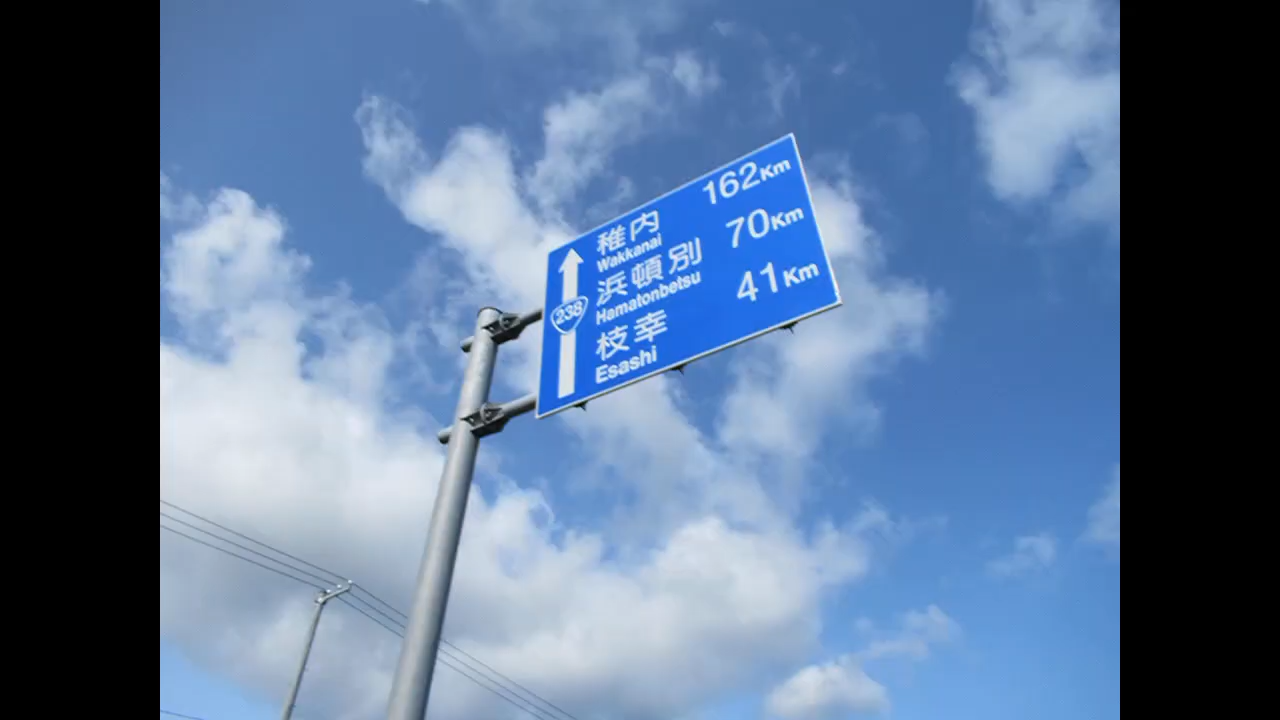 稚内 162Km
Wakkanai
浜頓別 70Km
Hamatonbetsu
238
枝幸 41Km
Esashi